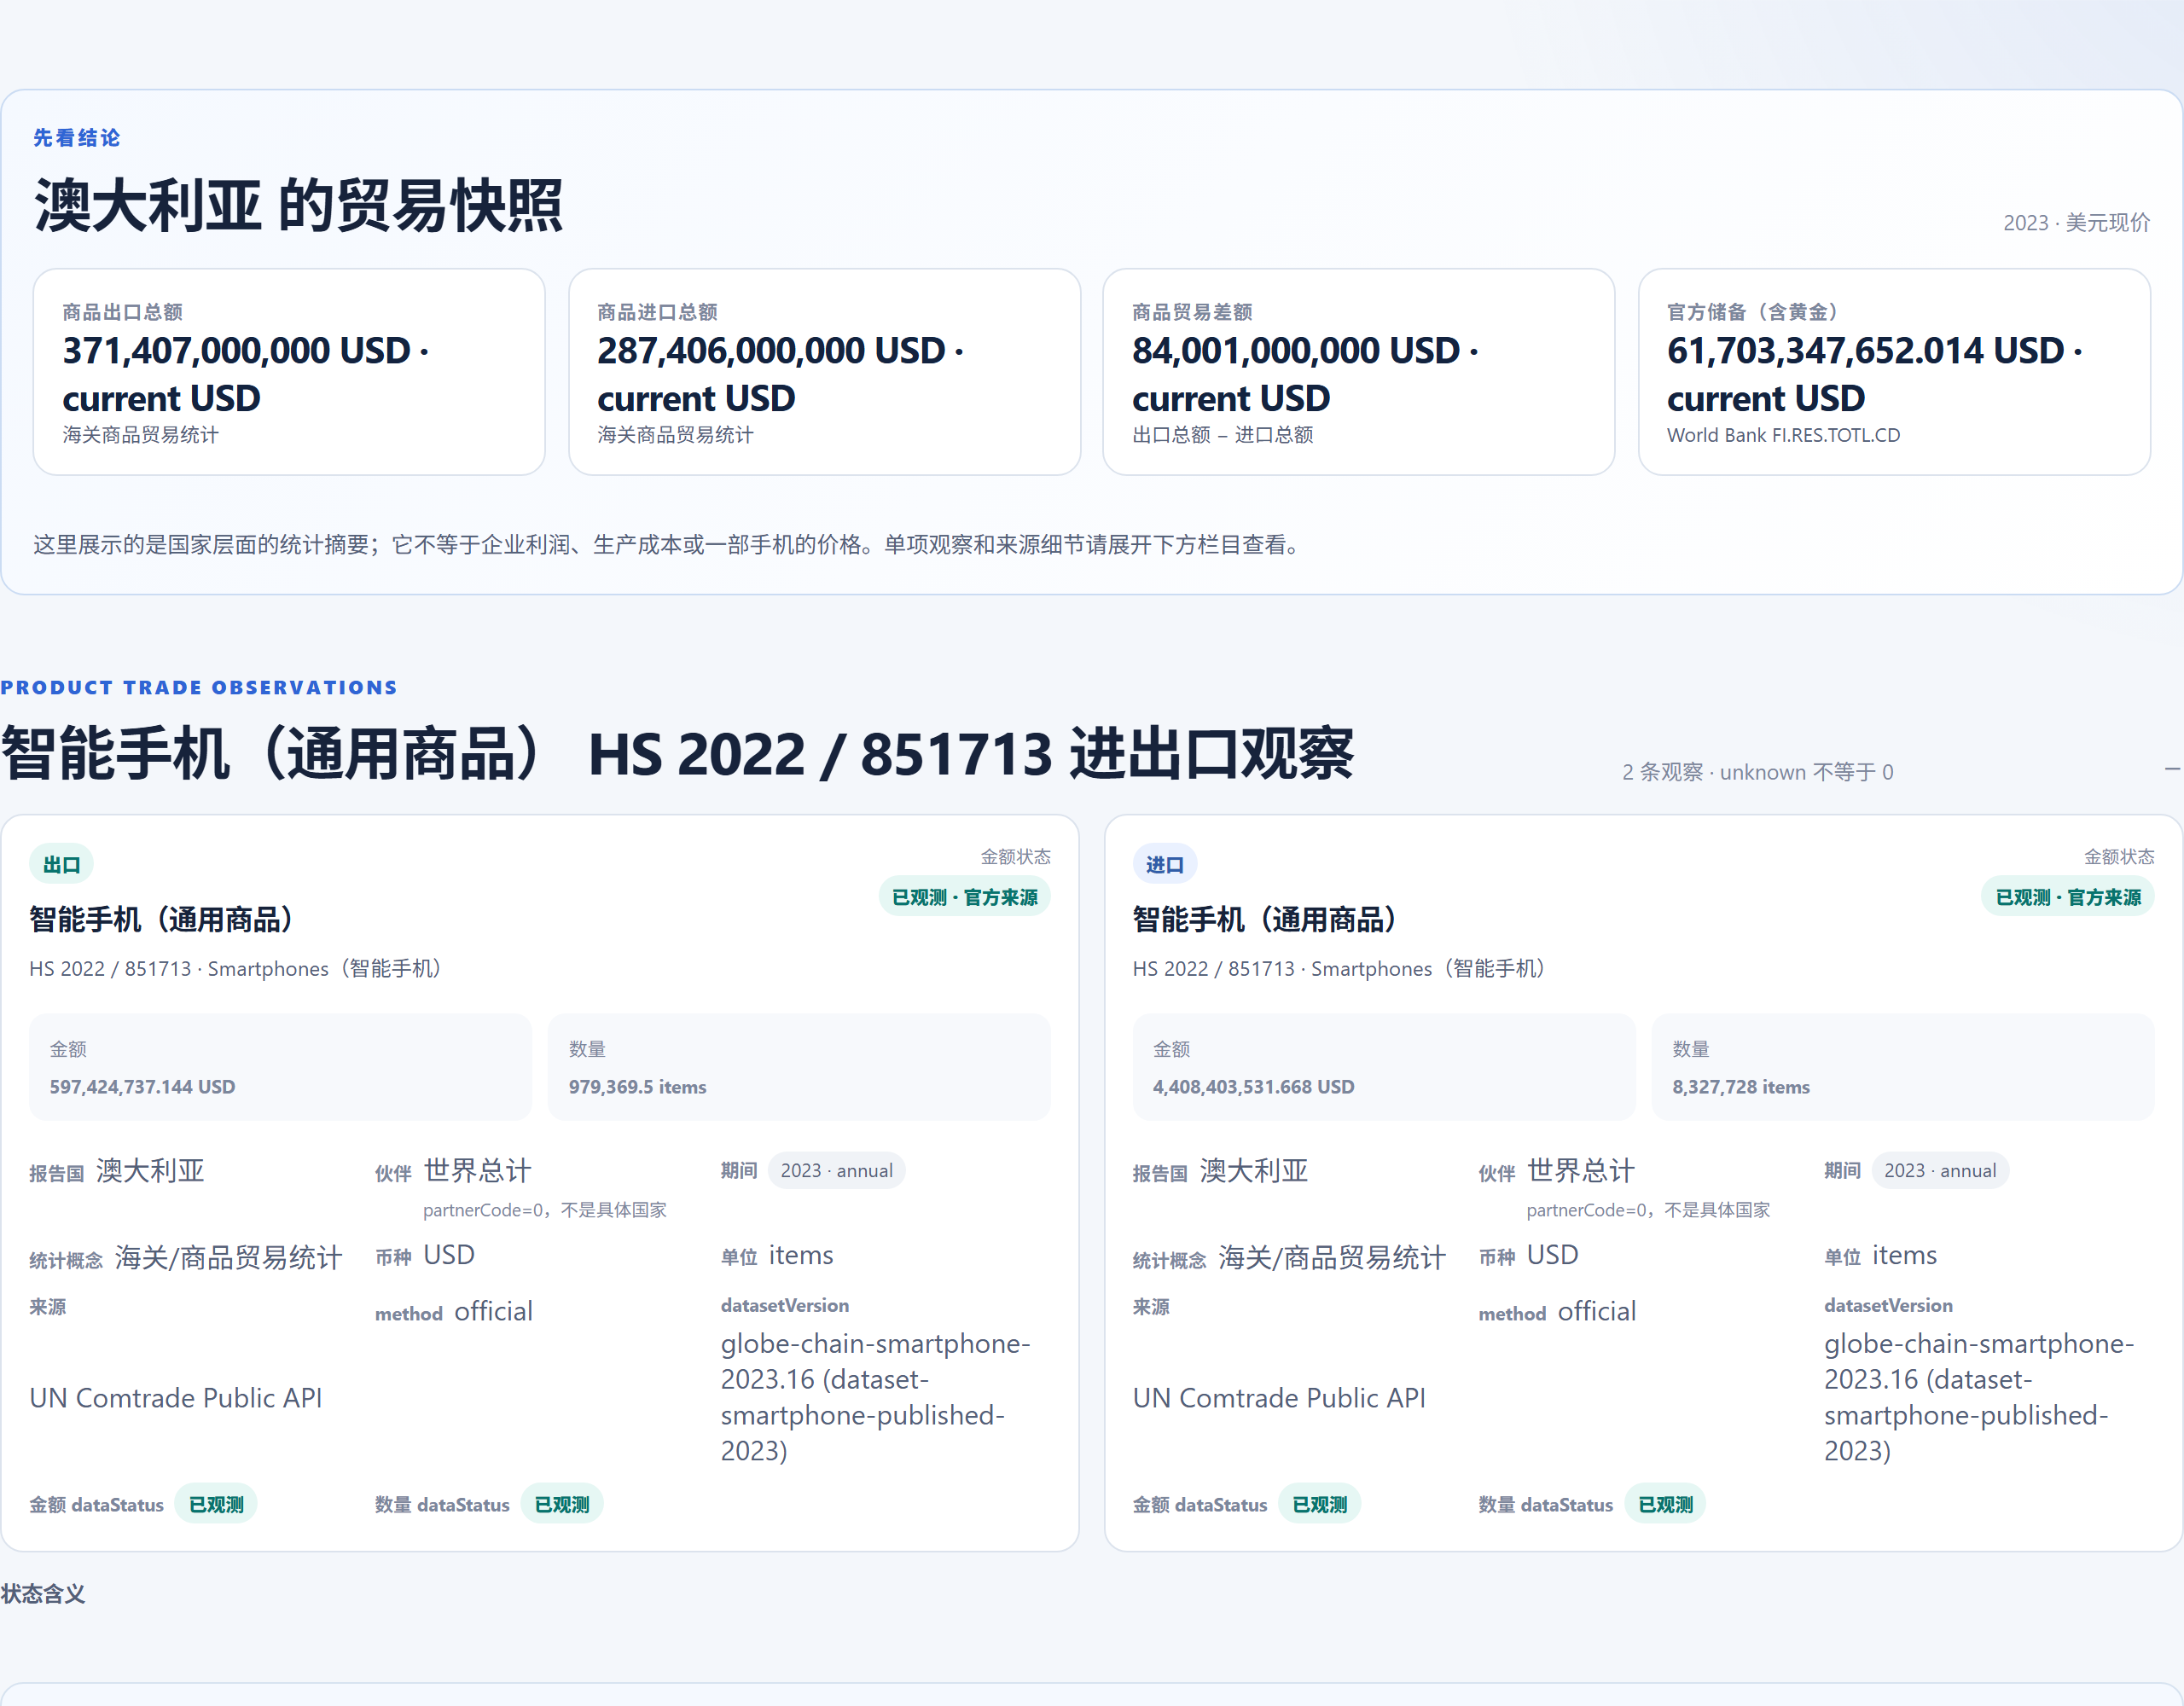 先看结论
澳大利亚 的贸易快照
2023 · 美元现价
商品出口总额
371,407,000,000 USD ·
current USD
海关商品贸易统计
商品进口总额
287,406,000,000 USD ·
current USD
海关商品贸易统计
商品贸易差额
84,001,000,000 USD ·
current USD
出口总额 − 进口总额
官方储备（含黄金）
61,703,347,652.014 USD ·
current USD
World Bank FI.RES.TOTL.CD
这里展示的是国家层面的统计摘要；它不等于企业利润、生产成本或一部手机的价格。单项观察和来源细节请展开下方栏目查看。
PRODUCT TRADE OBSERVATIONS
智能手机（通用商品） HS 2022 / 851713 进出口观察
2 条观察 · unknown 不等于 0
−
出口
金额状态
已观测 · 官方来源
智能手机（通用商品）
HS 2022 / 851713 · Smartphones（智能手机）
金额
597,424,737.144 USD
数量
979,369.5 items
报告国 澳大利亚
伙伴 世界总计
partnerCode=0，不是具体国家
期间 2023 · annual
统计概念 海关/商品贸易统计
币种 USD
单位 items
来源
UN Comtrade Public API
method official
datasetVersion
globe-chain-smartphone-
2023.16 (dataset-
smartphone-published-
2023)
金额 dataStatus 已观测
数量 dataStatus 已观测
进口
金额状态
已观测 · 官方来源
智能手机（通用商品）
HS 2022 / 851713 · Smartphones（智能手机）
金额
4,408,403,531.668 USD
数量
8,327,728 items
报告国 澳大利亚
伙伴 世界总计
partnerCode=0，不是具体国家
期间 2023 · annual
统计概念 海关/商品贸易统计
币种 USD
单位 items
来源
UN Comtrade Public API
method official
datasetVersion
globe-chain-smartphone-
2023.16 (dataset-
smartphone-published-
2023)
金额 dataStatus 已观测
数量 dataStatus 已观测
状态含义